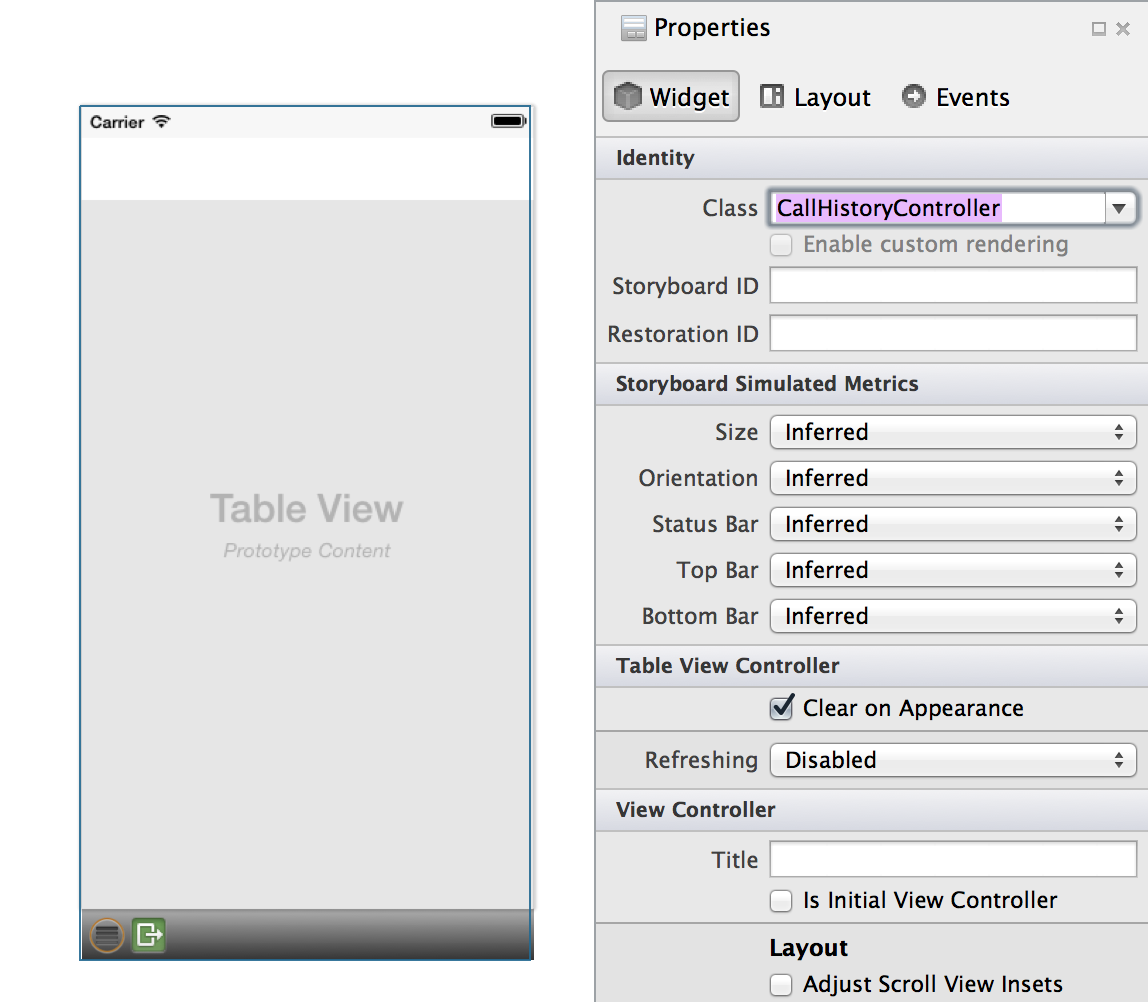 Carrier
Table View
Prototype Content
Properties
Widget Layout Events
Identity
Class CallHistoryController
Enable custom rendering
Storyboard ID
Restoration ID
Storyboard Simulated Metrics
Size Inferred
Orientation Inferred
Status Bar Inferred
Top Bar Inferred
Bottom Bar Inferred
Table View Controller
Clear on Appearance
Refreshing Disabled
View Controller
Title
Is Initial View Controller
Layout
Adjust Scroll View Insets